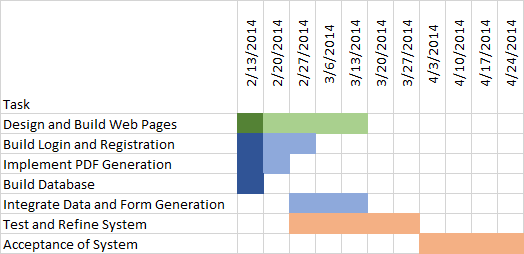 Task
2/13/2014
2/20/2014
2/27/2014
3/6/2014
3/13/2014
3/20/2014
3/27/2014
4/3/2014
4/10/2014
4/17/2014
4/24/2014
Design and Build Web Pages
Build Login and Registration
Implement PDF Generation
Build Database
Integrate Data and Form Generation
Test and Refine System
Acceptance of System